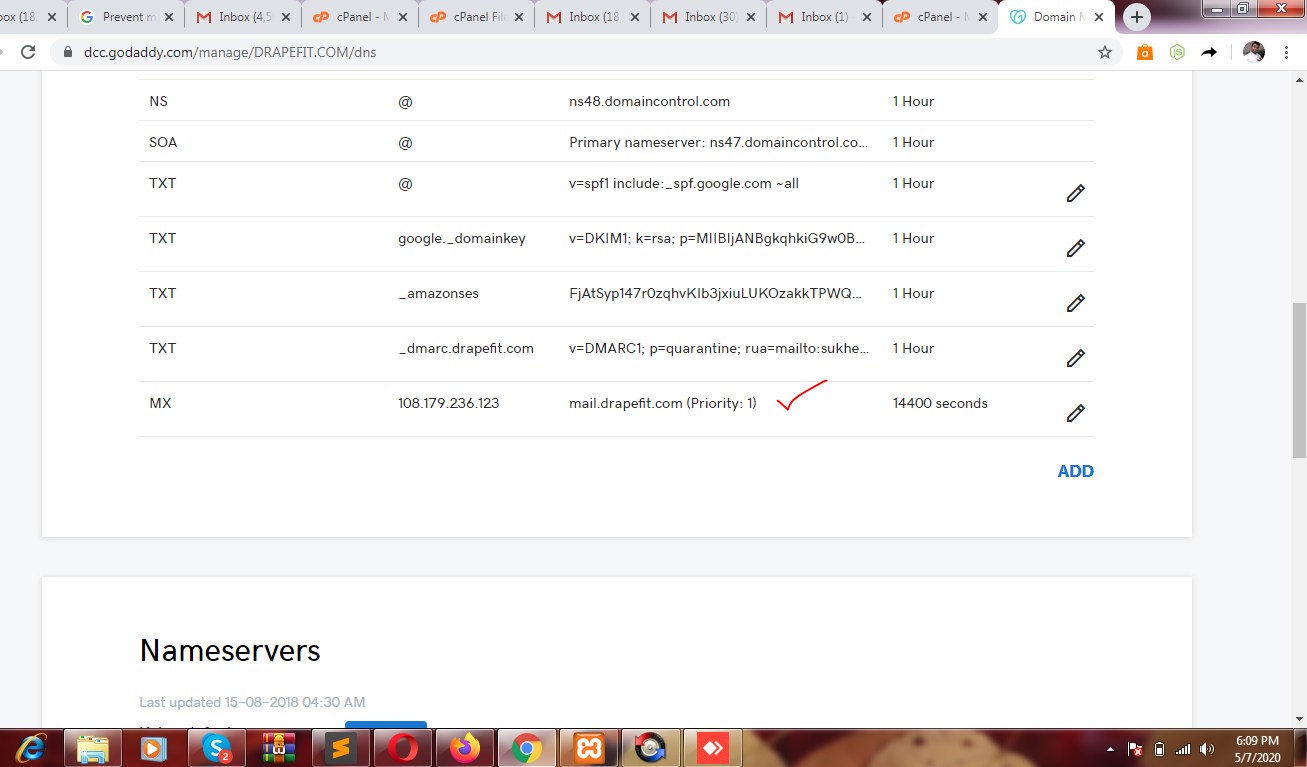 box (183
Prevent m
Inbox (4,5
cPanel - M
cPanel File
Inbox (18,
Inbox (30)
Inbox (1)
cPanel - M
Domain M
dcc.godaddy.com/manage/DRAPEFIT.COM/dns
NS @ ns48.domaincontrol.com 1 Hour
SOA @ Primary nameserver: ns47.domaincontrol.co... 1 Hour
TXT @ v=spf1 include:_spf.google.com ~all 1 Hour
TXT google._domainkey v=DKIM1; k=rsa; p=MIIBIjANBgkqhkiG9w0B... 1 Hour
TXT _amazonses FjAtSyp147r0zqhvKIb3jxiuLUKOzakkTPWQ... 1 Hour
TXT _dmarc.drapefit.com v=DMARC1; p=quarantine; rua=mailto:sukhe... 1 Hour
MX 108.179.236.123 mail.drapefit.com (Priority: 1) 14400 seconds
ADD
Nameservers
Last updated 15-08-2018 04:30 AM
6:09 PM
5/7/2020